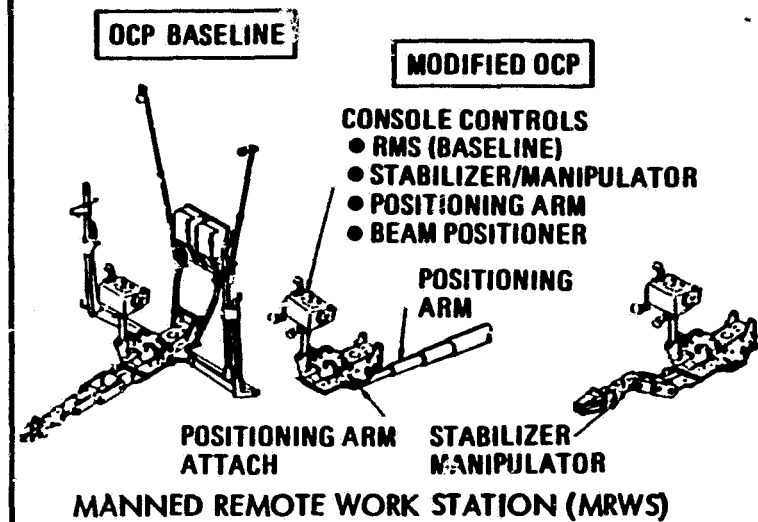 OCP BASELINE
MODIFIED OCP
CONSOLE CONTROLS
● RMS (BASELINE)
● STABILIZER/MANIPULATOR
● POSITIONING ARM
● BEAM POSITIONER
POSITIONING
ARM
POSITIONING ARM
ATTACH
STABILIZER
MANIPULATOR
MANNED REMOTE WORK STATION (MRWS)